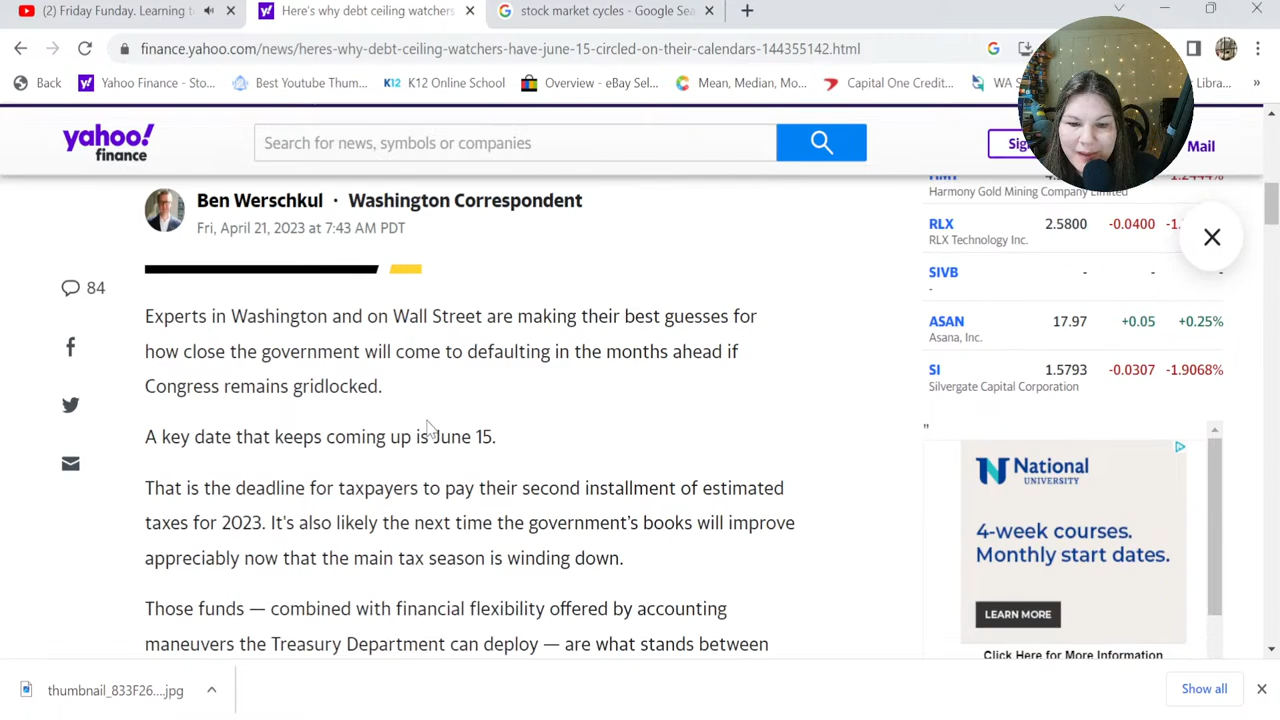 (2) Friday Funday. Learning t
Here's why debt ceiling watchers
stock market cycles - Google Sea
finance.yahoo.com/news/heres-why-debt-ceiling-watchers-have-june-15-circled-on-their-calendars-144355142.html
Back
Yahoo Finance - Sto...
Best Youtube Thum...
K12 K12 Online School
Overview - eBay Sel...
Mean, Median, Mo...
Capital One Credit...
WA S
Librar...
»
yahoo!
finance
Search for news, symbols or companies
Sig
Mail
Ben Werschkul · Washington Correspondent
Fri, April 21, 2023 at 7:43 AM PDT
84
Experts in Washington and on Wall Street are making their best guesses for
how close the government will come to defaulting in the months ahead if
Congress remains gridlocked.
A key date that keeps coming up is June 15.
That is the deadline for taxpayers to pay their second installment of estimated
taxes for 2023. It's also likely the next time the government's books will improve
appreciably now that the main tax season is winding down.
Those funds — combined with financial flexibility offered by accounting
maneuvers the Treasury Department can deploy — are what stands between
HMY -1.2444%
Harmony Gold Mining Company Limited
RLX 2.5800 -0.0400 -1.
RLX Technology Inc.
SIVB - - -
-
ASAN 17.97 +0.05 +0.25%
Asana, Inc.
SI 1.5793 -0.0307 -1.9068%
Silvergate Capital Corporation
"
National
UNIVERSITY
4-week courses.
Monthly start dates.
LEARN MORE
Click Here for More Information
thumbnail_833F26....jpg
Show all